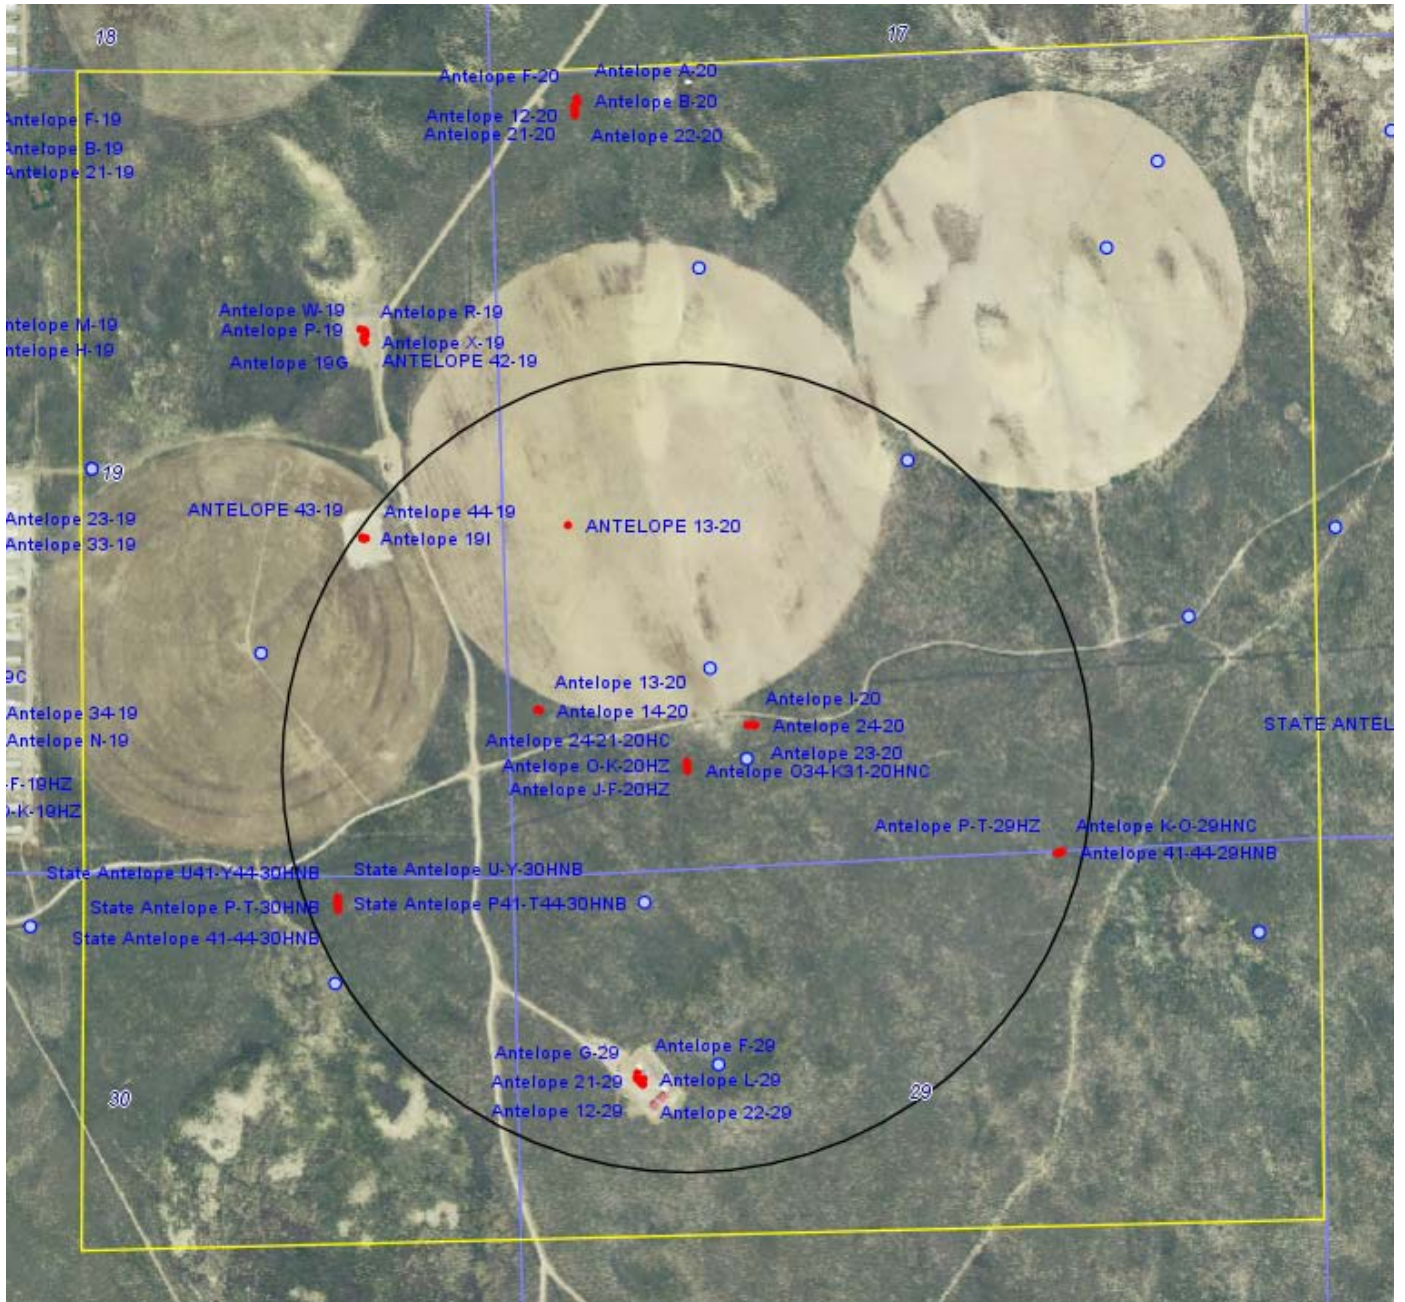 18
17
Antelope F-20
Antelope A-20
Antelope B-20
Antelope 12-20
Antelope F-19
Antelope 21-20
Antelope 22-20
Antelope B-19
Antelope 21-19
Antelope W-19
Antelope R-19
ntelope M-19
Antelope P-19
Antelope X-19
ntelope H-19
Antelope 19G
ANTELOPE 42-19
19
ANTELOPE 43-19
Antelope 44-19
Antelope 23-19
ANTELOPE 13-20
Antelope 33-19
Antelope 19I
9C
Antelope 13-20
Antelope I-20
Antelope 34-19
Antelope 14-20
Antelope 24-20
STATE ANTEL
Antelope N-19
Antelope 24-21-20HC
Antelope 23-20
Antelope O-K-20HZ
Antelope O34-K31-20HNC
-F-19HZ
Antelope J-F-20HZ
-K-19HZ
Antelope P-T-29HZ
Antelope K-O-29HNC
Antelope 41-44-29HNB
State Antelope U41-Y44-30HNB
State Antelope U-Y-30HNB
State Antelope P-T-30HNB
State Antelope P41-T44-30HNB
State Antelope 41-44-30HNB
Antelope G-29
Antelope F-29
Antelope 21-29
Antelope L-29
Antelope 12-29
Antelope 22-29
30
29